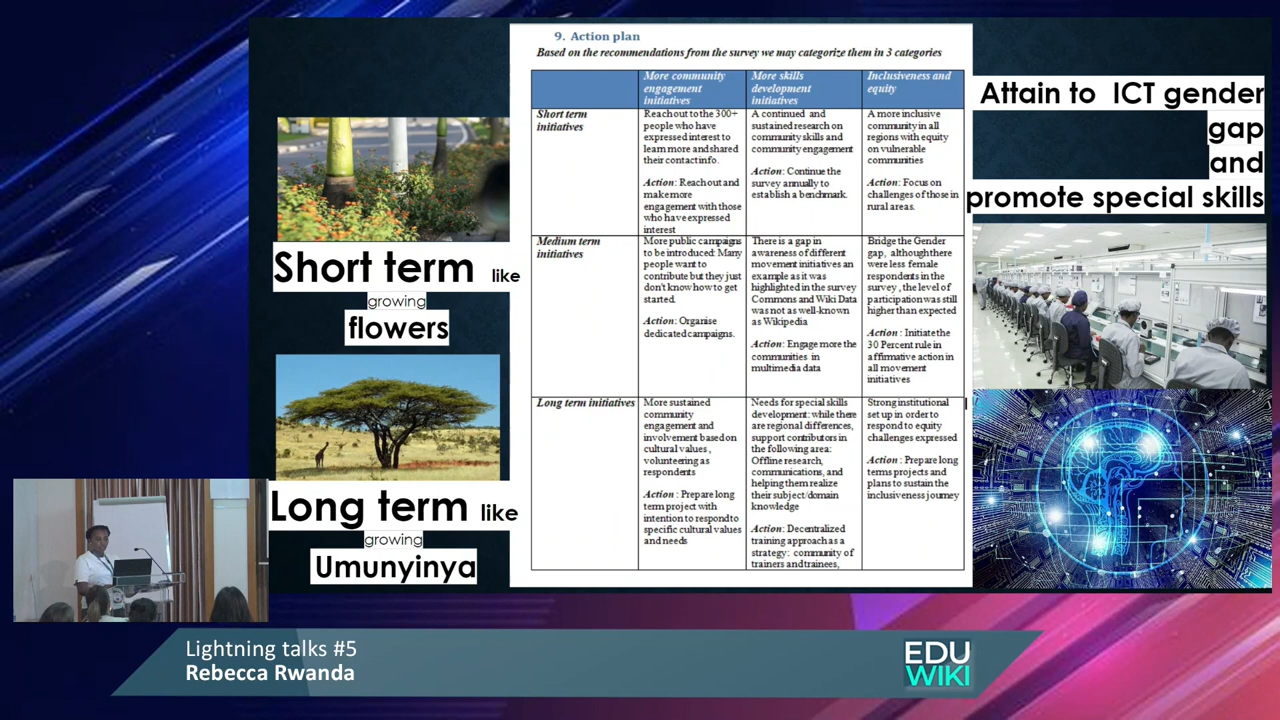 9. Action plan
Based on the recommendations from the survey we may categorize them in 3 categories
More community
engagement
initiatives
More skills
development
initiatives
Inclusiveness and
equity
Short term
initiatives
Reach out to the 300+
people who have
expressed interest to
learn more and shared
their contact info.
Action: Reach out and
make more
engagement with those
who have expressed
interest
A continued and
sustained research on
community skills and
community engagement
Action: Continue the
survey annually to
establish a benchmark.
A more inclusive
community in all
regions with equity
on vulnerable
communities
Action: Focus on
challenges of those in
rural areas.
Medium term
initiatives
More public campaigns
to be introduced: Many
people want to
contribute but they just
don't know how to get
started.
Action: Organise
dedicated campaigns.
There is a gap in
awareness of different
movement initiatives an
example as it was
highlighted in the survey
Commons and Wiki Data
was not as well-known
as Wikipedia
Action: Engage more the
communities in
multimedia data
Bridge the Gender
gap, although there
were less female
respondents in the
survey, the level of
participation was still
higher than expected
Action : Initiate the
30 Percent rule in
affirmative action in
all movement
initiatives
Long term initiatives
More sustained
community
engagement and
involvement based on
cultural values ,
volunteering as
respondents
Action : Prepare long
term project with
intention to respond to
specific cultural values
and needs
Needs for special skills
development: while there
are regional differences,
support contributors in
the following area:
Offline research,
communications, and
helping them realize
their subject/domain
knowledge
Action: Decentralized
training approach as a
strategy: community of
trainers and trainees,
Strong institutional
set up in order to
respond to equity
challenges expressed
Action : Prepare long
terms projects and
plans to sustain the
inclusiveness journey
Short term like
growing
flowers
Long term like
growing
Umunyinya
Attain to ICT gender
gap
and
promote special skills
Lightning talks #5
Rebecca Rwanda
EDU
WIKI